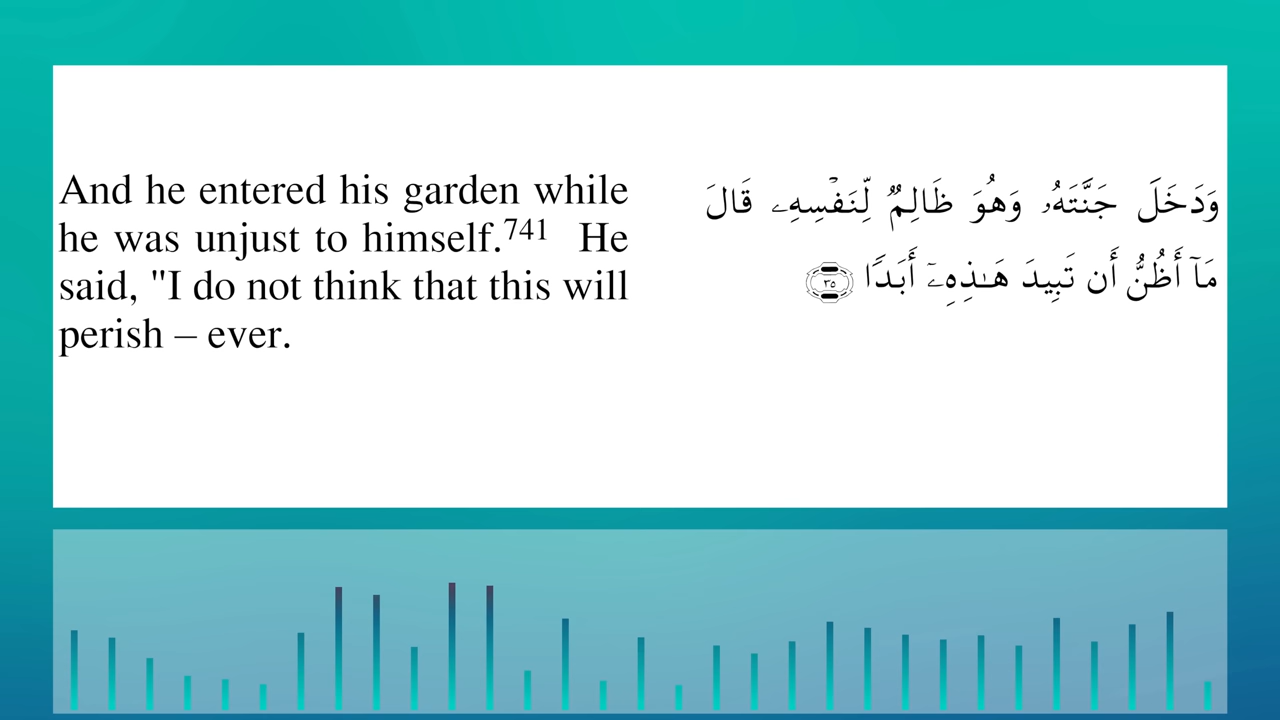 And he entered his garden while
he was unjust to himself.741 He
said, "I do not think that this will
perish – ever.
وَدَخَلَ جَنَّتَهُۥ وَهُوَ ظَالِمٌۭ لِّنَفْسِهِۦ قَالَ
مَآ أَظُنُّ أَن تَبِيدَ هَـٰذِهِۦٓ أَبَدًۭا ٣٥